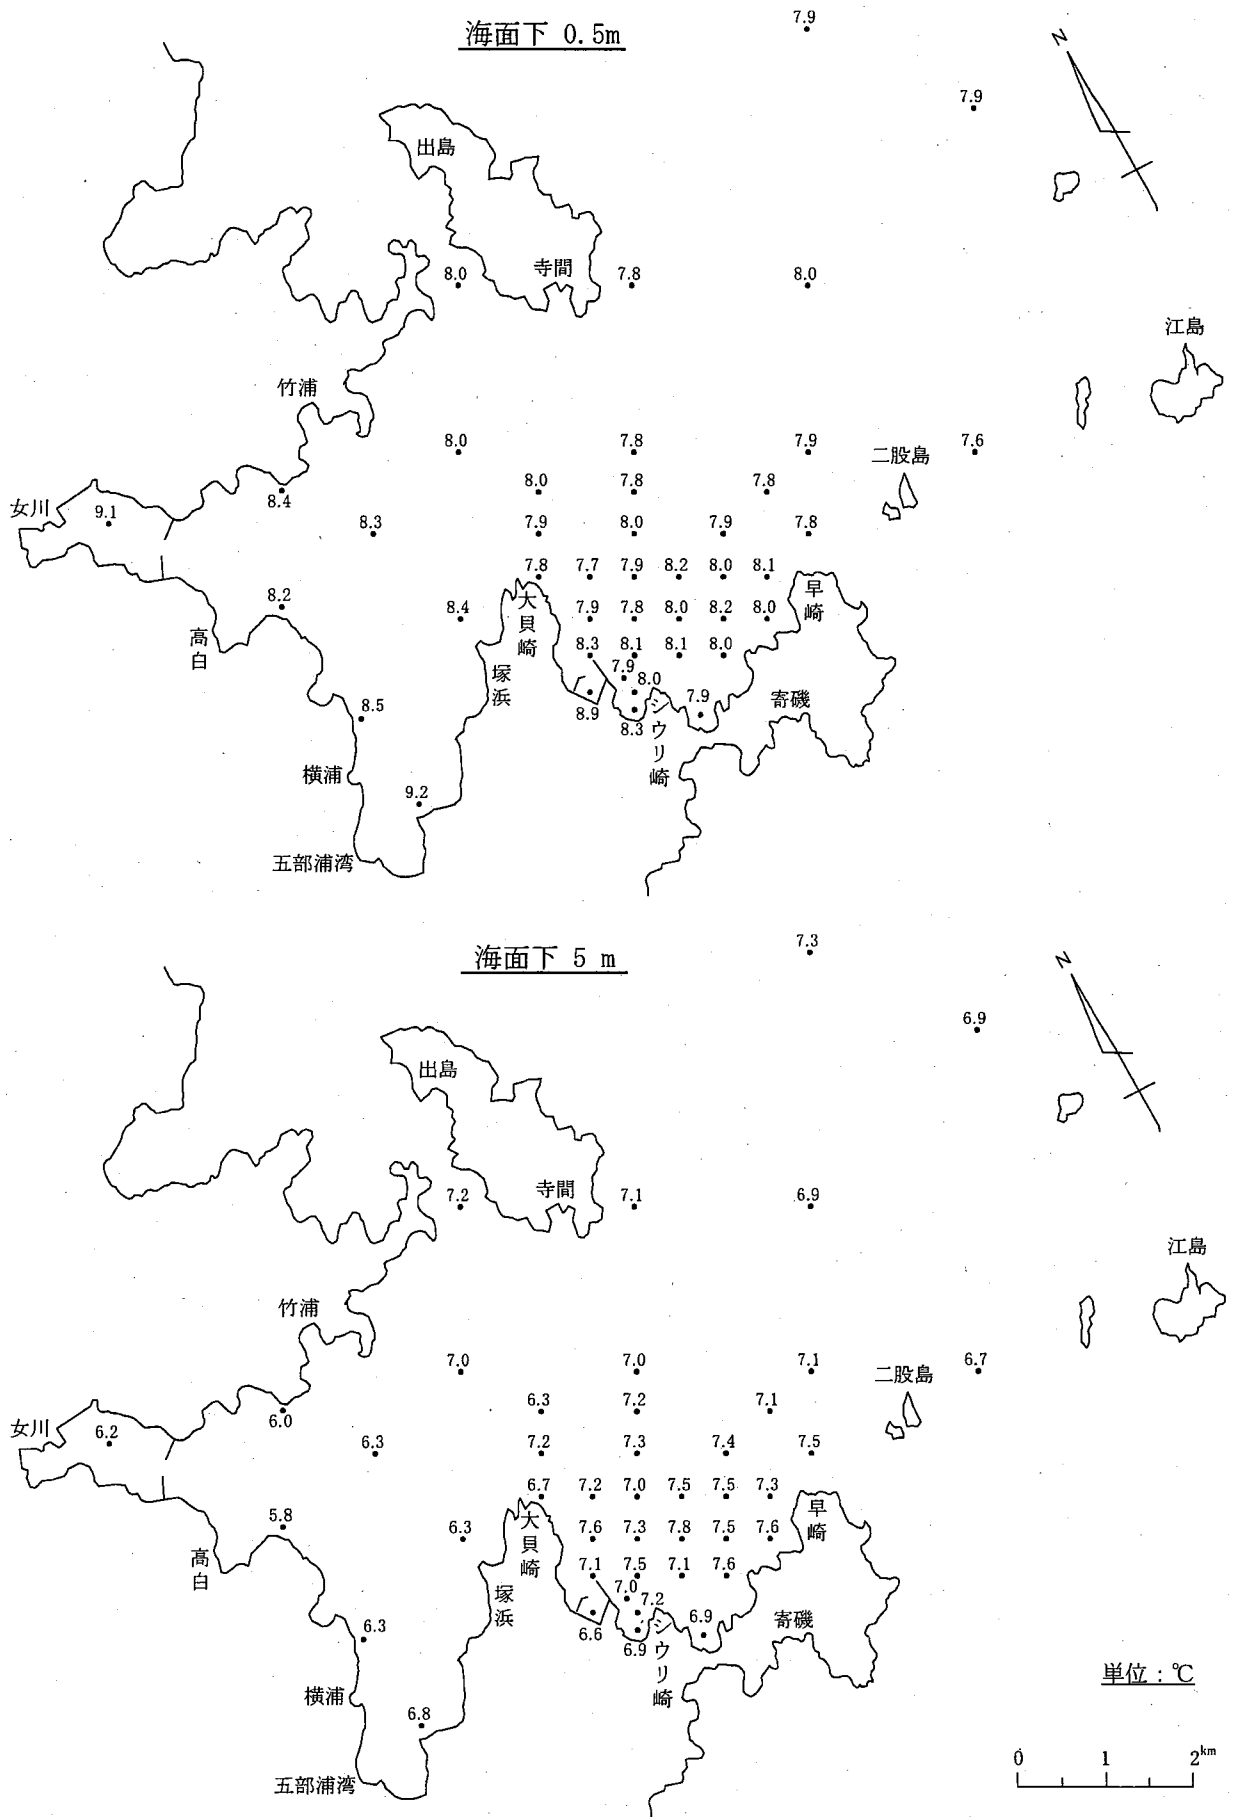 海面下 0.5m
7.9
N
7.9
出島
寺間
8.0
7.8
8.0
江島
竹浦
8.0
7.8
7.9
二股島
7.6
8.0
7.8
7.8
女川
9.1
8.4
8.3
7.9
8.0
7.9
7.8
7.8
7.7
7.9
8.2
8.0
8.1
8.2
8.4
大貝崎
7.9
7.8
8.0
8.2
8.0
早崎
高白
8.3
8.1
8.1
8.0
塚浜
7.9
8.0
8.9
8.3
シウリ崎
7.9
寄磯
8.5
横浦
9.2
五部浦湾
海面下 5 m
7.3
N
6.9
出島
寺間
7.2
7.1
6.9
江島
竹浦
7.0
7.0
7.1
二股島
6.7
6.3
7.2
7.1
女川
6.2
6.0
6.3
7.2
7.3
7.4
7.5
6.7
7.2
7.0
7.5
7.5
7.3
5.8
6.3
大貝崎
7.6
7.3
7.8
7.5
7.6
早崎
高白
7.1
7.5
7.1
7.6
塚浜
7.0
7.2
6.6
6.9
シウリ崎
6.9
寄磯
6.3
横浦
6.8
五部浦湾
単位：℃
0 1 2km